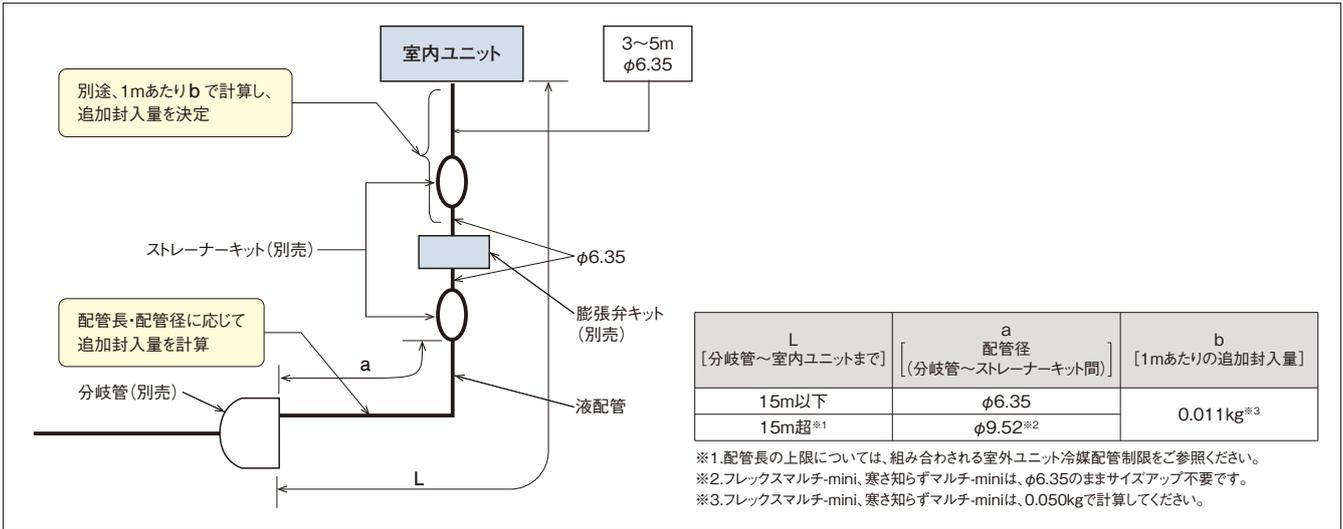 室内ユニット
3～5m
φ6.35
別途、1mあたり b で計算し、
追加封入量を決定
ストレーナーキット（別売）
φ6.35
膨張弁キット
（別売）
配管長・配管径に応じて
追加封入量を計算
a
分岐管（別売）
液配管
L
L
［分岐管～室内ユニットまで］
a
配管径
（分岐管～ストレーナーキット間）
b
［1mあたりの追加封入量］
15m以下
φ6.35
0.011kg※3
15m超※1
φ9.52※2
※1.配管長の上限については、組み合わされる室外ユニット冷媒配管制限をご参照ください。
※2.フレックスマルチ-mini、寒さ知らずマルチ-miniは、φ6.35のままサイズアップ不要です。
※3.フレックスマルチ-mini、寒さ知らずマルチ-miniは、0.050kgで計算してください。